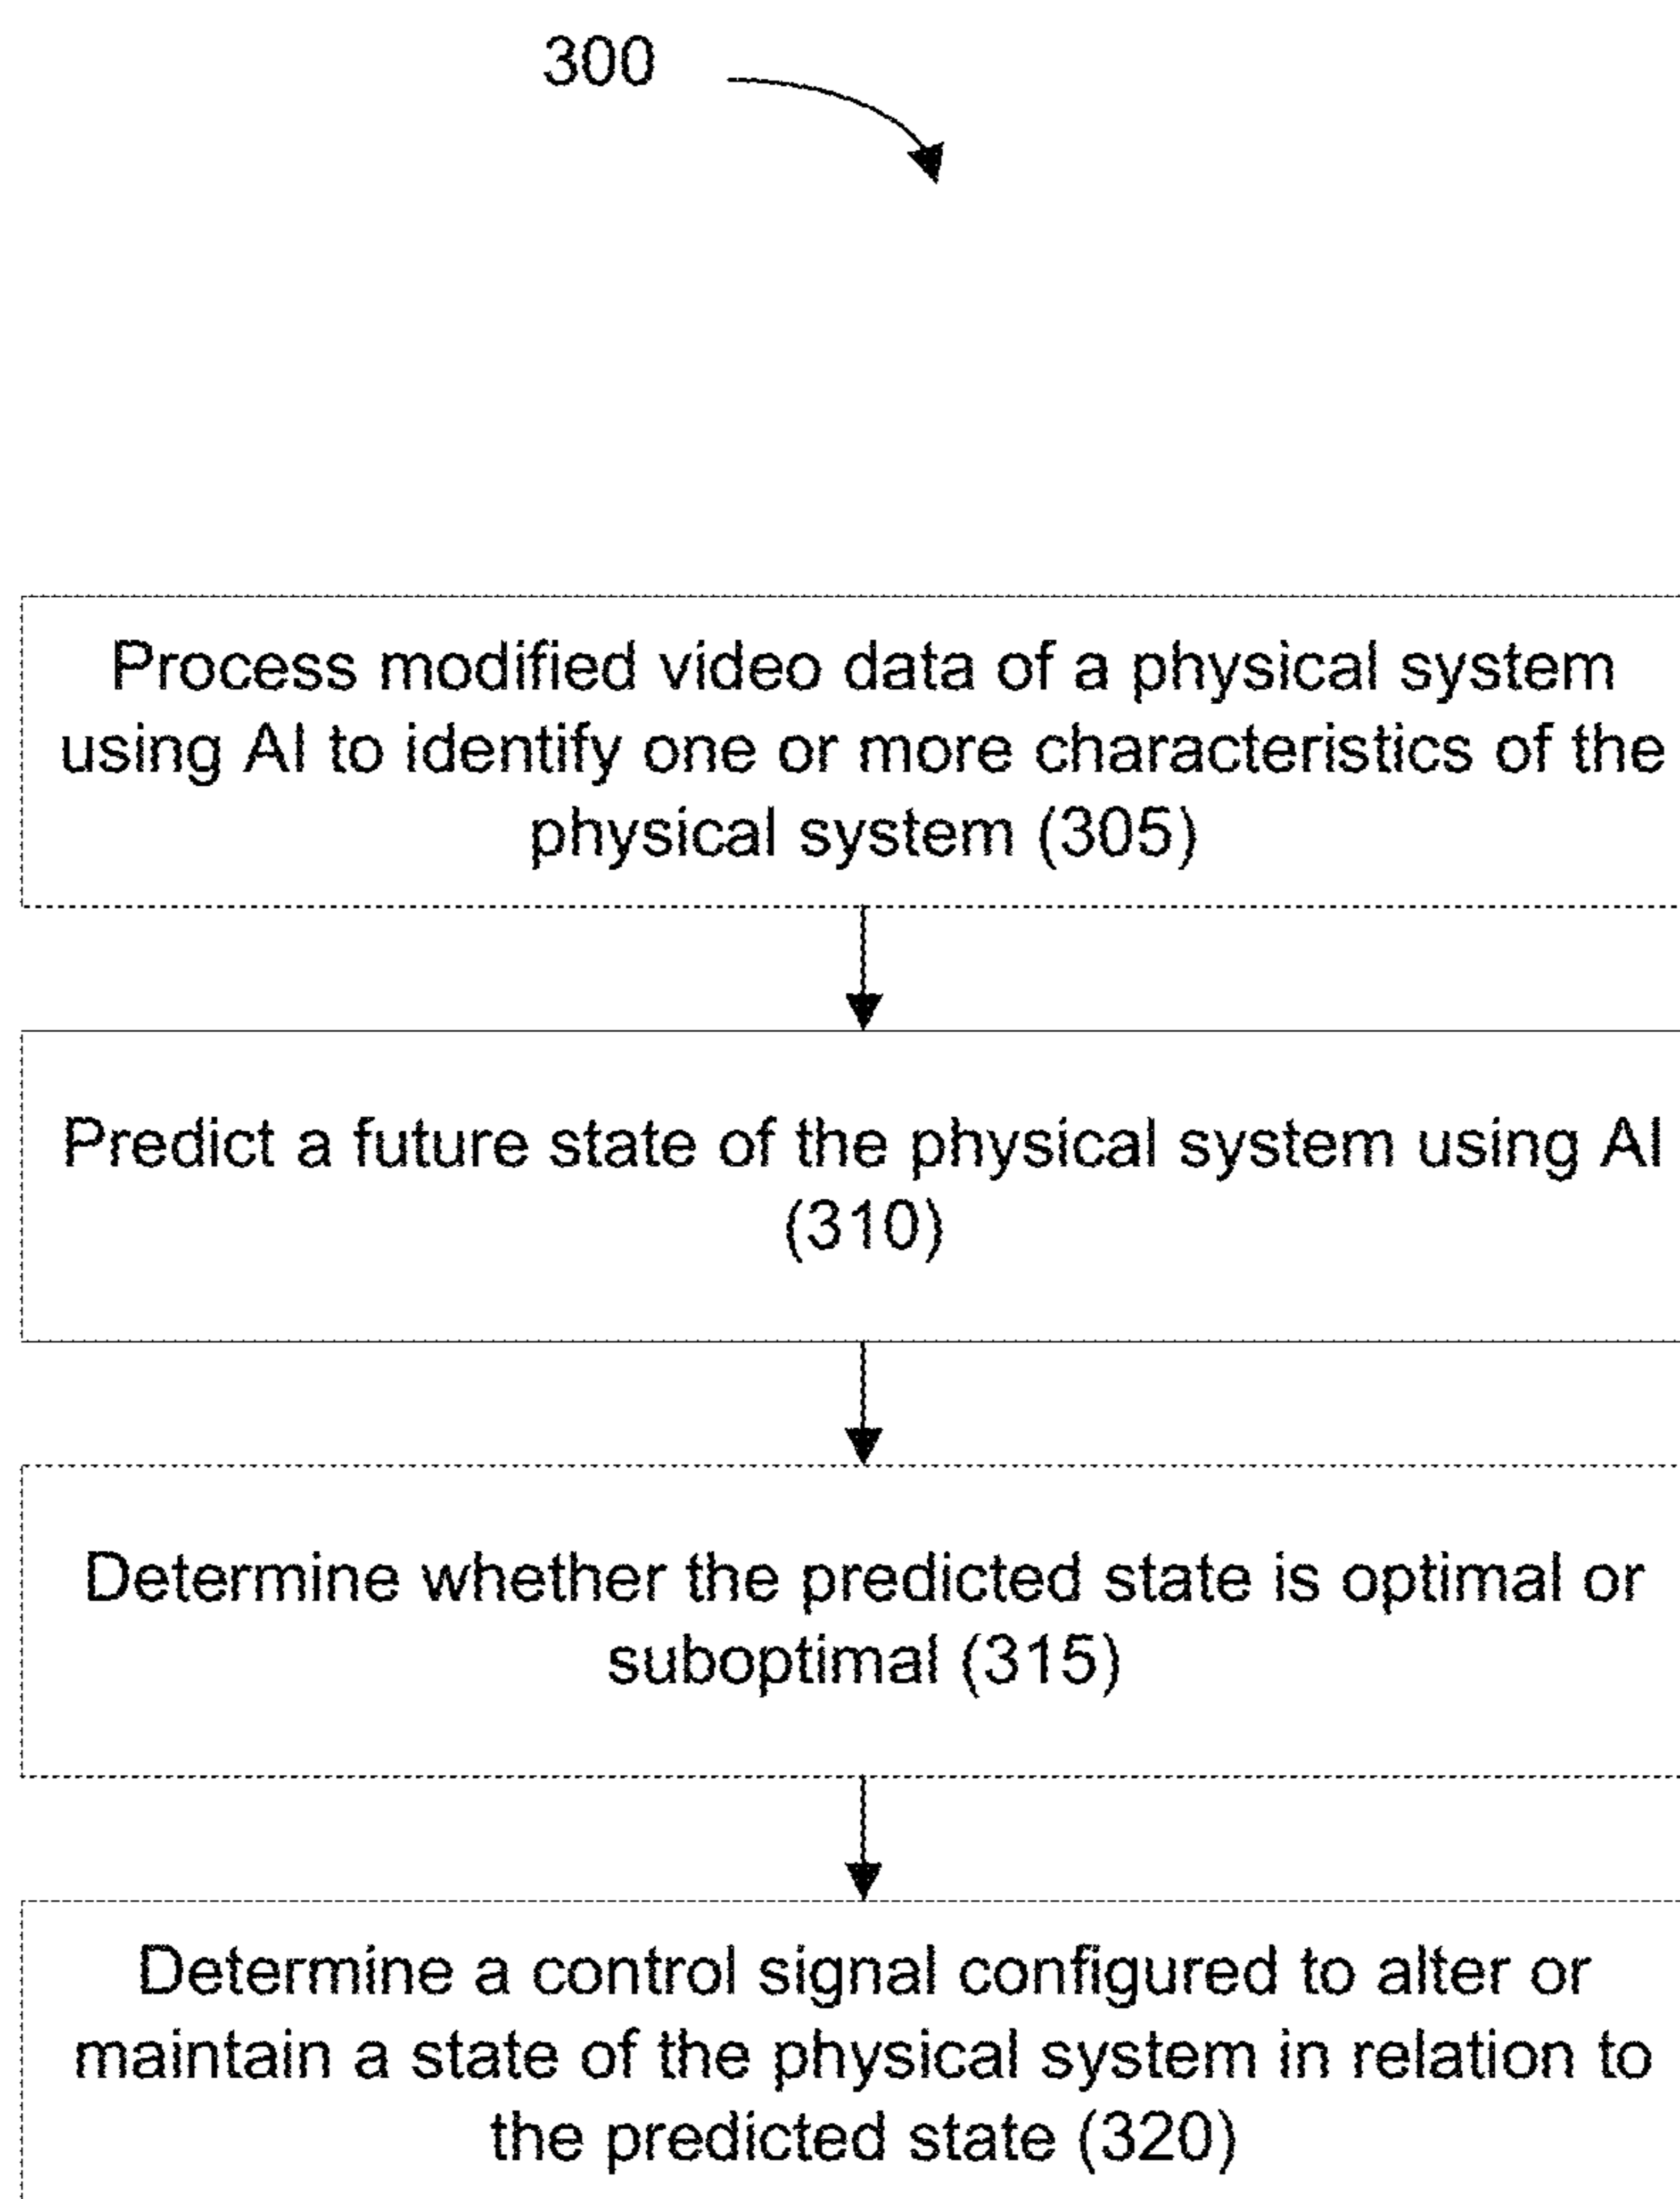 300
Process modified video data of a physical system
using AI to identify one or more characteristics of the
physical system (305)
Predict a future state of the physical system using AI
(310)
Determine whether the predicted state is optimal or
suboptimal (315)
Determine a control signal configured to alter or
maintain a state of the physical system in relation to
the predicted state (320)